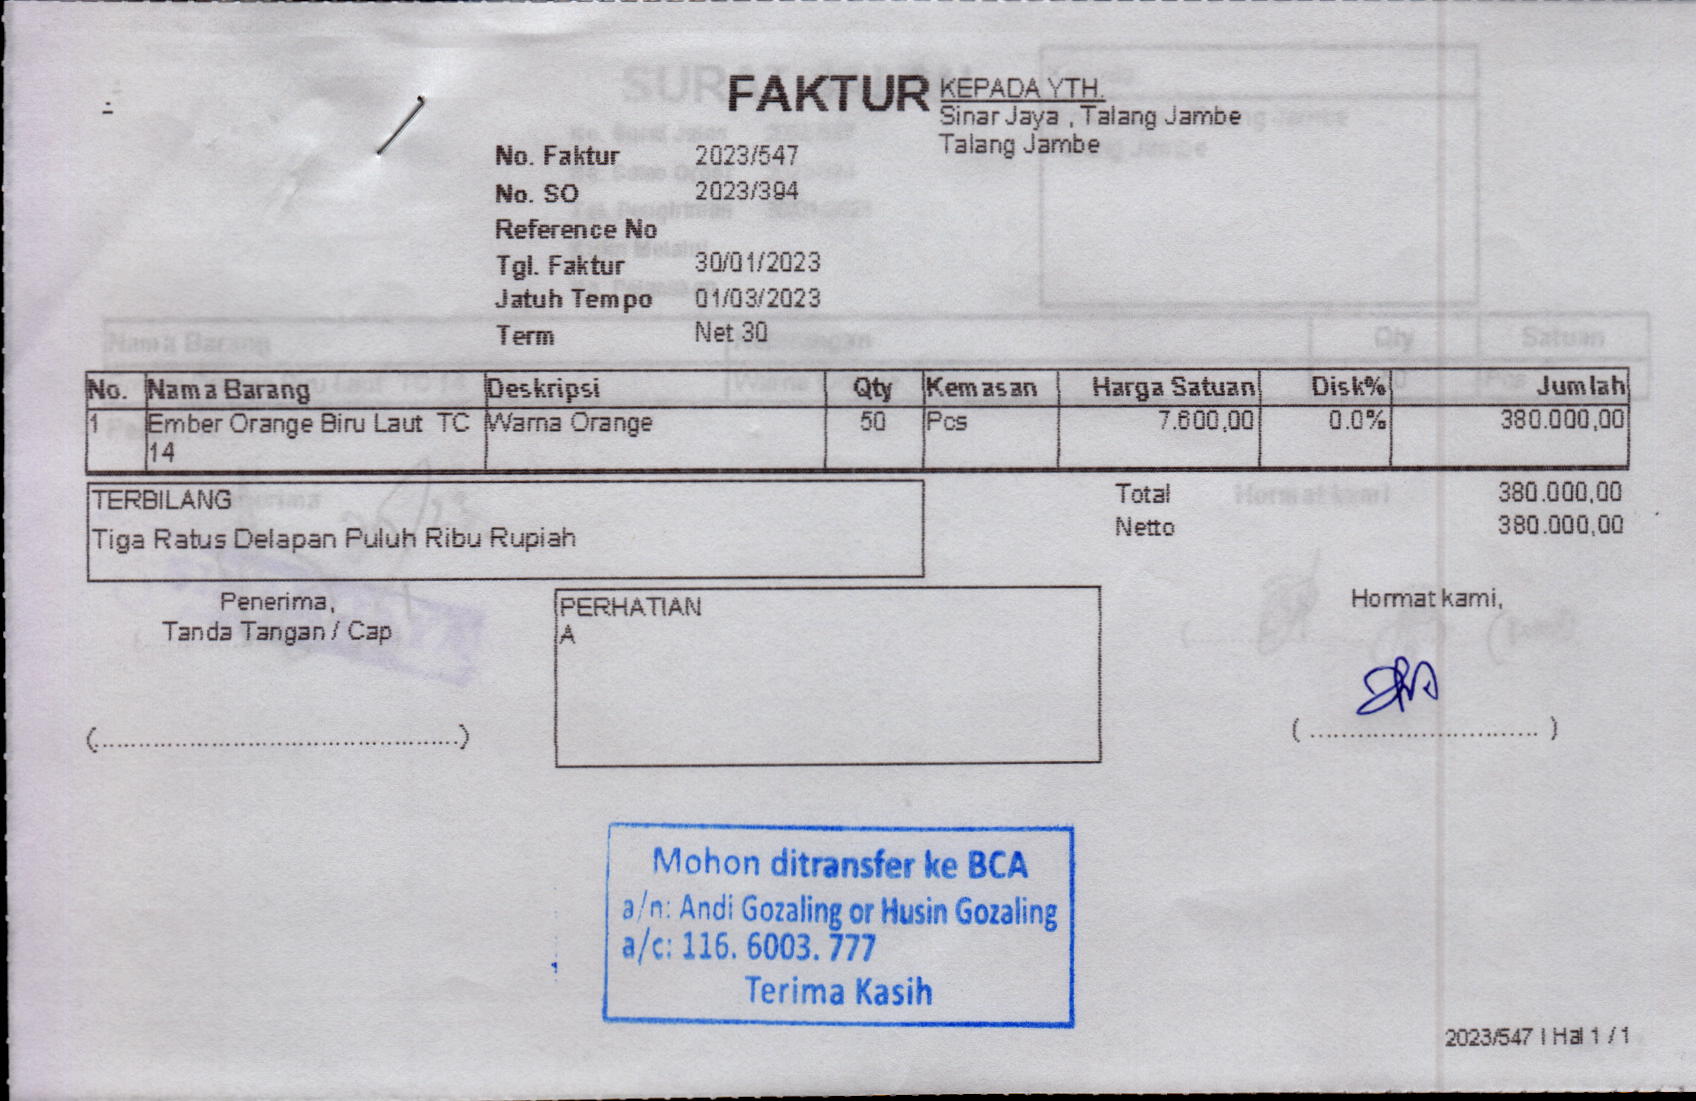 FAKTUR
KEPADA YTH.
Sinar Jaya , Talang Jambe
Talang Jambe
No. Faktur 2023/547
No. SO 2023/394
Reference No
Tgl. Faktur 30/01/2023
Jatuh Tempo 01/03/2023
Term Net 30
No. Nama Barang Deskripsi Qty Kemasan Harga Satuan Disk% Jumlah
1 Ember Orange Biru Laut TC Warna Orange 50 Pcs 7.600,00 0.0% 380.000,00
14
TERBILANG
Tiga Ratus Delapan Puluh Ribu Rupiah
Total 380.000,00
Netto 380.000,00
Penerima,
Tanda Tangan / Cap
PERHATIAN
A
Hormat kami,
(................................................)
( ............................. )
Mohon ditransfer ke BCA
a/n: Andi Gozaling or Husin Gozaling
a/c: 116. 6003. 777
Terima Kasih
2023/547 | Hal 1 / 1